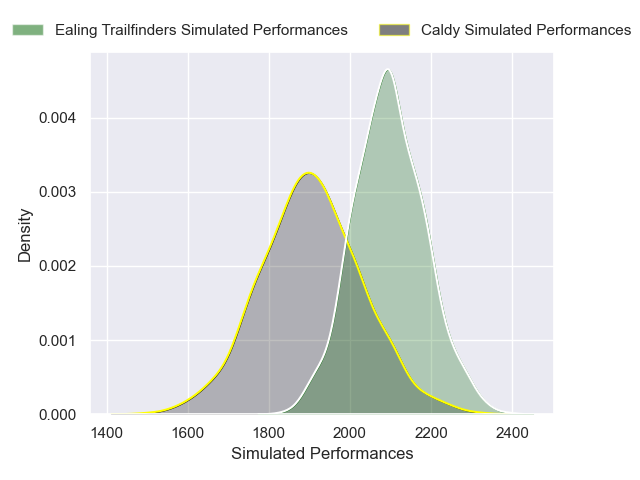 Ealing Trailfinders Simulated Performances
Caldy Simulated Performances
Density
0.004
0.003
0.002
0.001
0.000
1400 1600 1800 2000 2200 2400
Simulated Performances